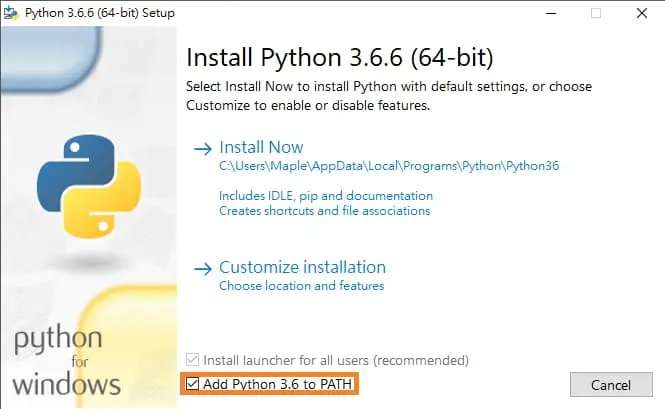 Python 3.6.6 (64-bit) Setup
Install Python 3.6.6 (64-bit)
Select Install Now to install Python with default settings, or choose
Customize to enable or disable features.
Install Now
C:\Users\Maple\AppData\Local\Programs\Python\Python36
Includes IDLE, pip and documentation
Creates shortcuts and file associations
Customize installation
Choose location and features
Install launcher for all users (recommended)
Add Python 3.6 to PATH
Cancel
python
for
windows